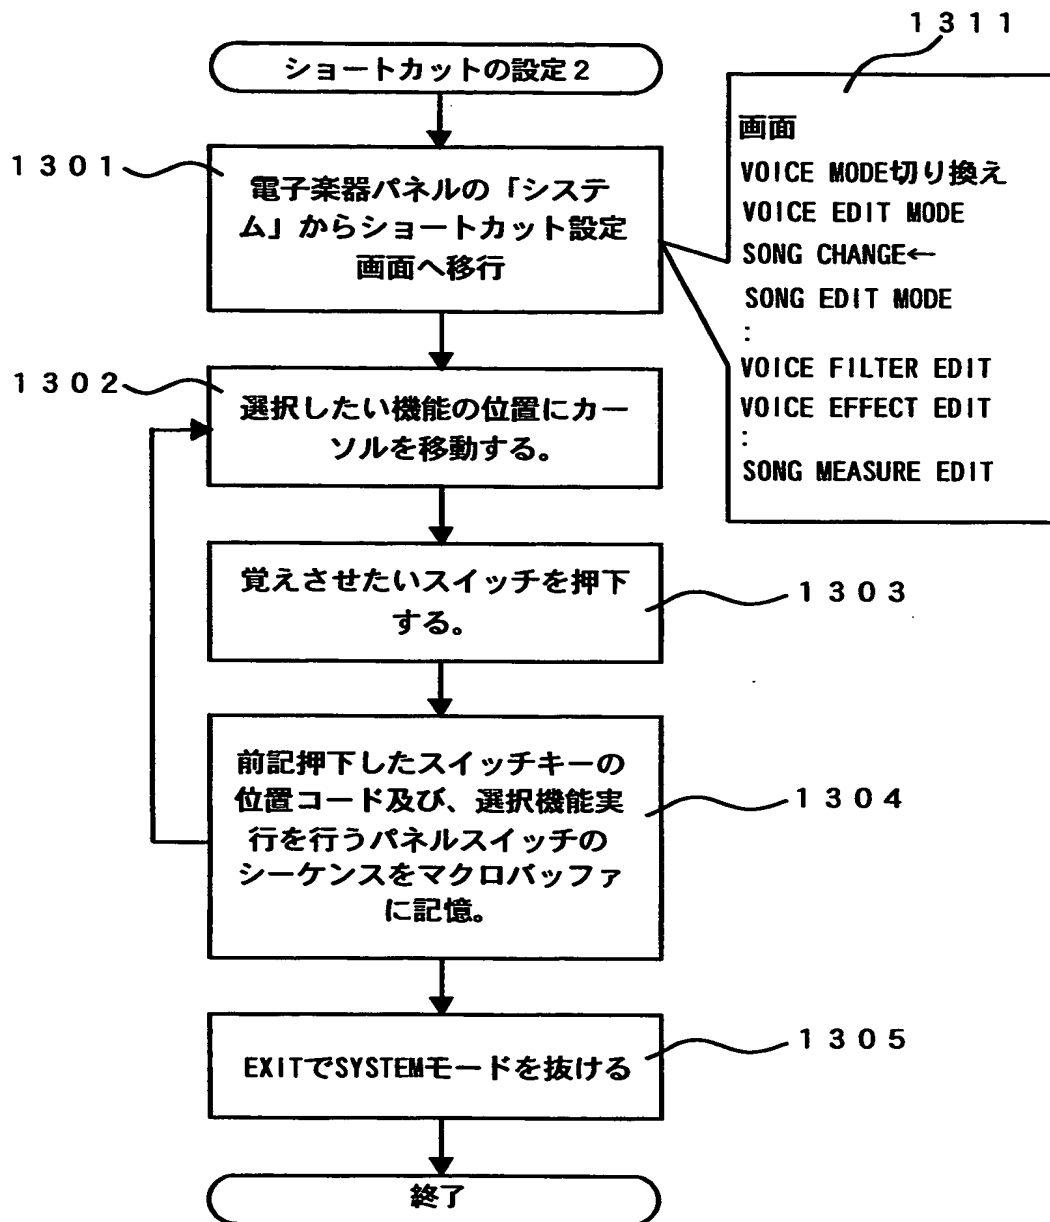 ショートカットの設定2
1301
電子楽器パネルの「システ
ム」からショートカット設定
画面へ移行
1311
画面
VOICE MODE切り換え
VOICE EDIT MODE
SONG CHANGE←
SONG EDIT MODE
:
VOICE FILTER EDIT
VOICE EFFECT EDIT
:
SONG MEASURE EDIT
1302
選択したい機能の位置にカー
ソルを移動する。
覚えさせたいスイッチを押下
する。
1303
前記押下したスイッチキーの
位置コード及び、選択機能実
行を行うパネルスイッチの
シーケンスをマクロバッファ
に記憶。
1304
EXITでSYSTEMモードを抜ける
1305
終了